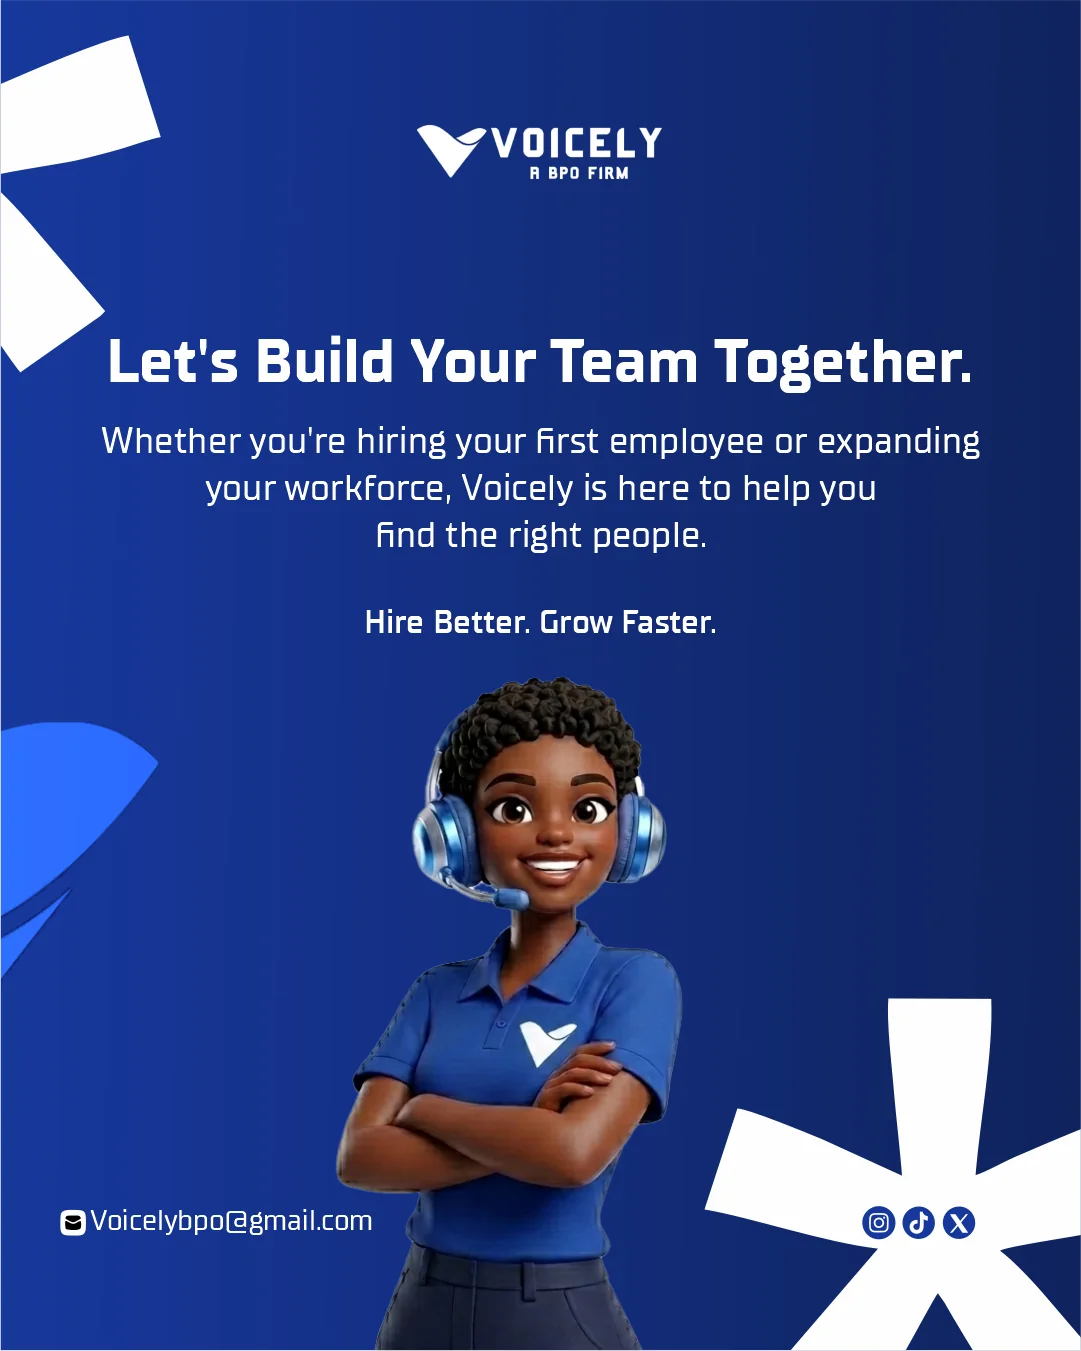 VOICELY
A BPO FIRM
Let's Build Your Team Together.
Whether you're hiring your first employee or expanding
your workforce, Voicely is here to help you
find the right people.
Hire Better. Grow Faster.
Voicelybpo@gmail.com